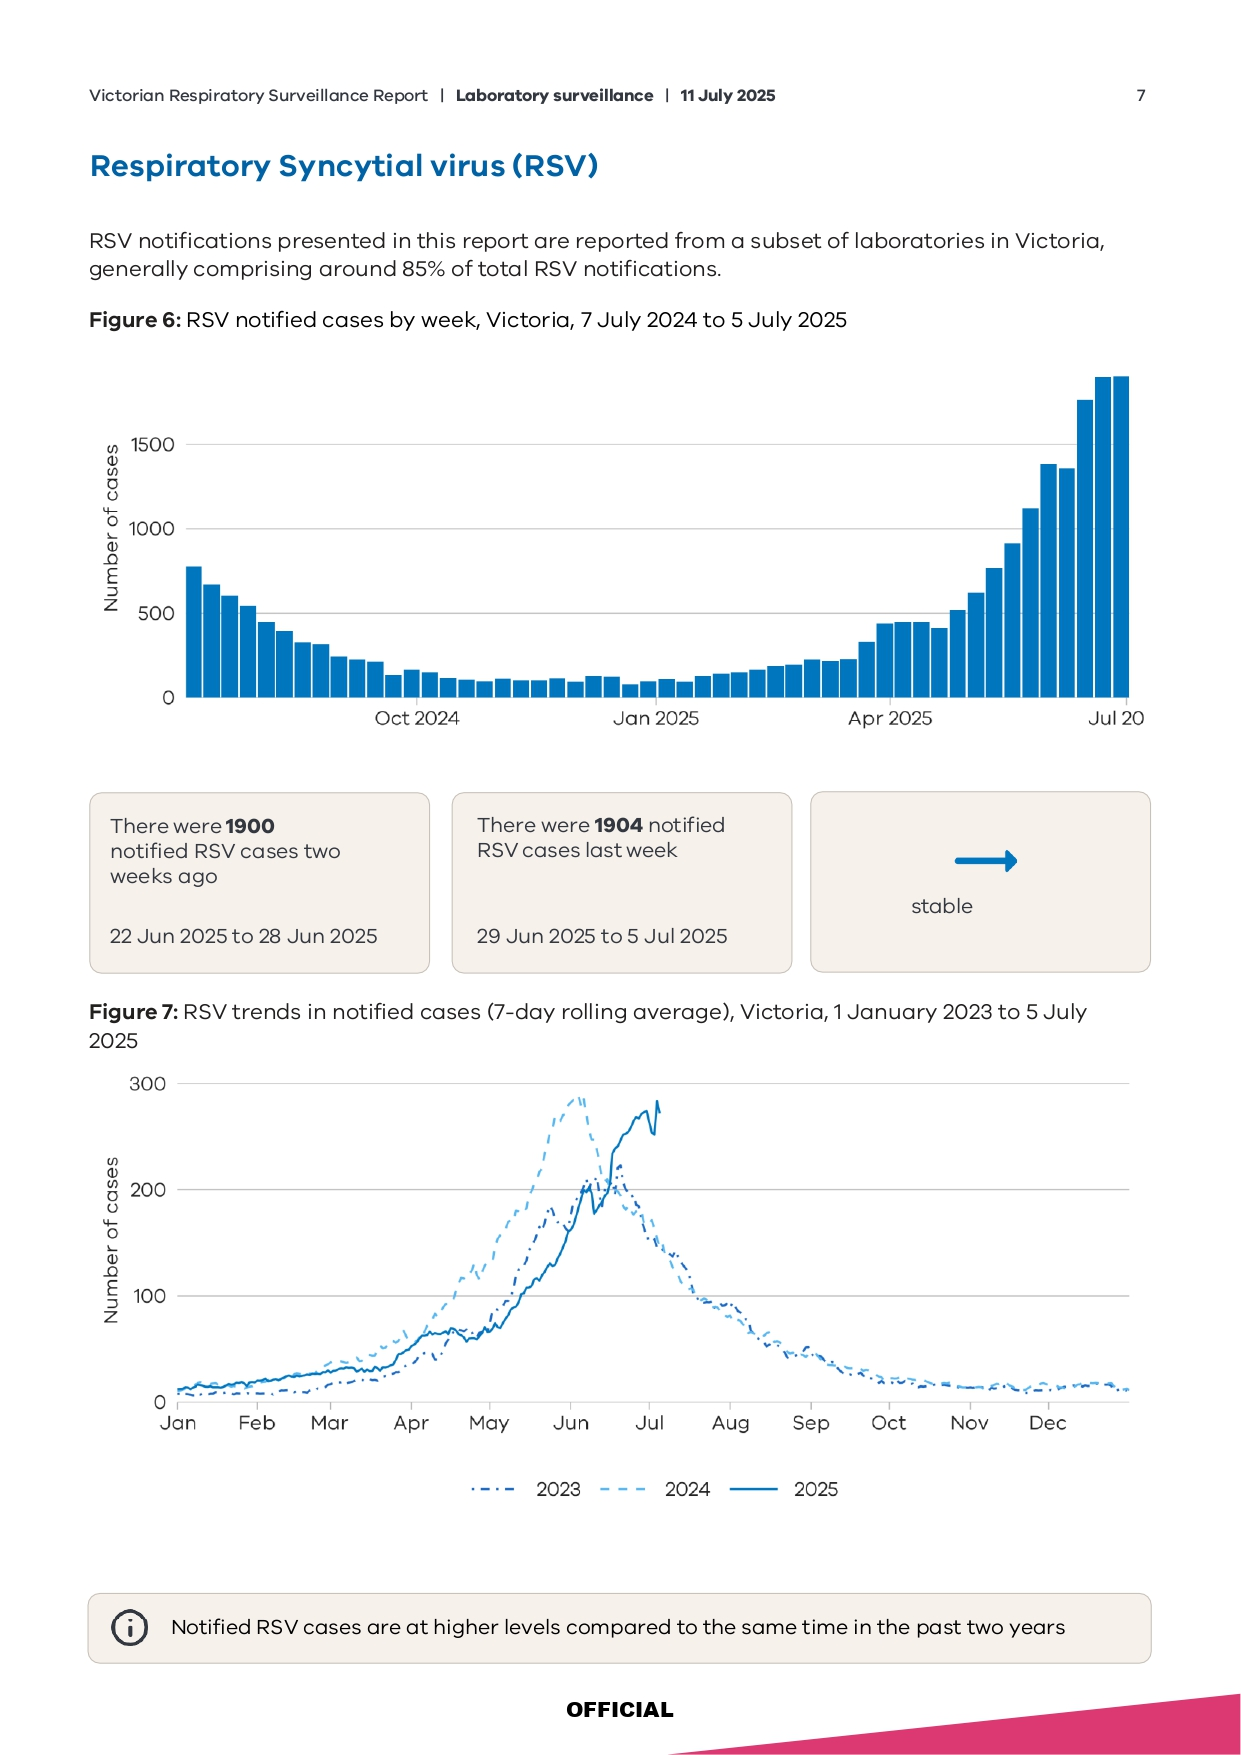 Victorian Respiratory Surveillance Report | Laboratory surveillance | 11 July 2025 7
Respiratory Syncytial virus (RSV)
RSV notifications presented in this report are reported from a subset of laboratories in Victoria,
generally comprising around 85% of total RSV notifications.
Figure 6: RSV notified cases by week, Victoria, 7 July 2024 to 5 July 2025
Number of cases
1500
1000
500
0
Oct 2024 Jan 2025 Apr 2025 Jul 20
There were 1900
notified RSV cases two
weeks ago
22 Jun 2025 to 28 Jun 2025
There were 1904 notified
RSV cases last week
29 Jun 2025 to 5 Jul 2025
stable
Figure 7: RSV trends in notified cases (7-day rolling average), Victoria, 1 January 2023 to 5 July
2025
Number of cases
300
200
100
0
Jan Feb Mar Apr May Jun Jul Aug Sep Oct Nov Dec
2023 2024 2025
Notified RSV cases are at higher levels compared to the same time in the past two years
OFFICIAL